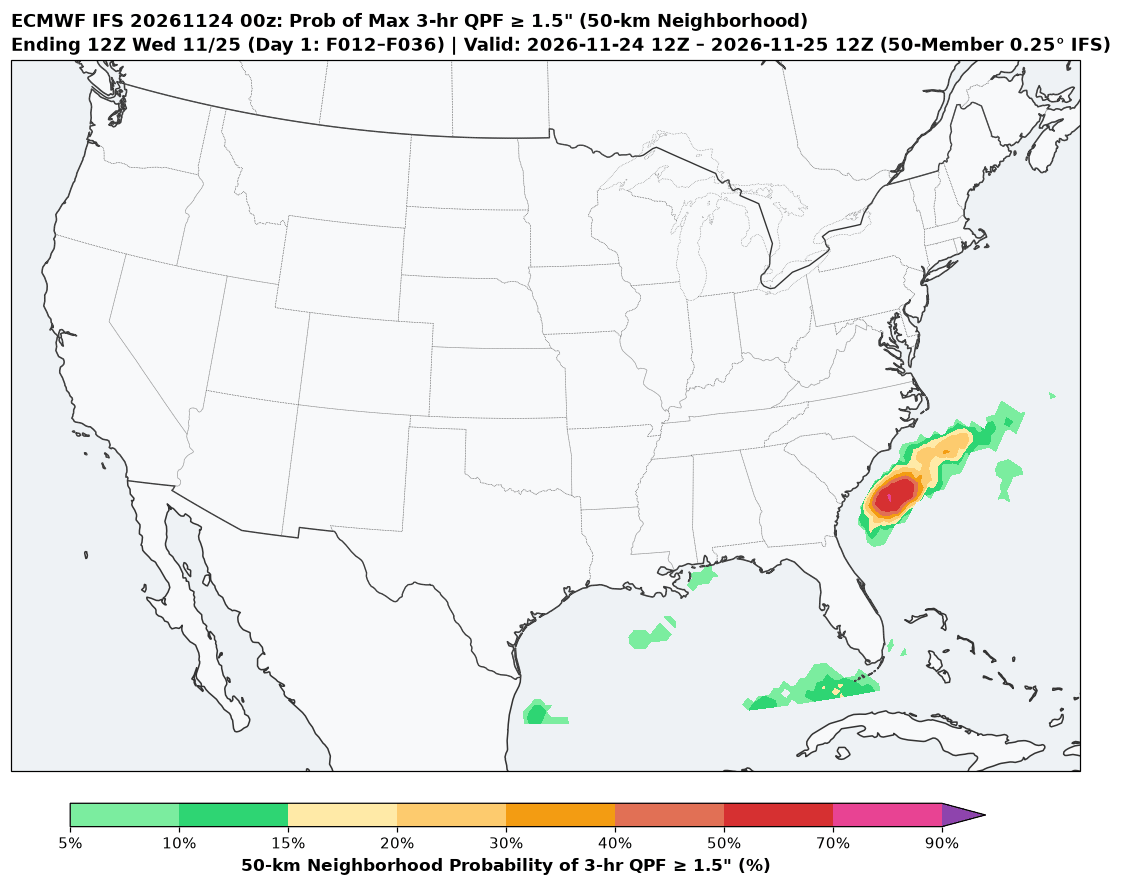 ECMWF IFS 20261124 00z: Prob of Max 3-hr QPF ≥ 1.5" (50-km Neighborhood)
Ending 12Z Wed 11/25 (Day 1: F012–F036) | Valid: 2026-11-24 12Z – 2026-11-25 12Z (50-Member 0.25° IFS)
5% 10% 15% 20% 30% 40% 50% 70% 90%
50-km Neighborhood Probability of 3-hr QPF ≥ 1.5" (%)